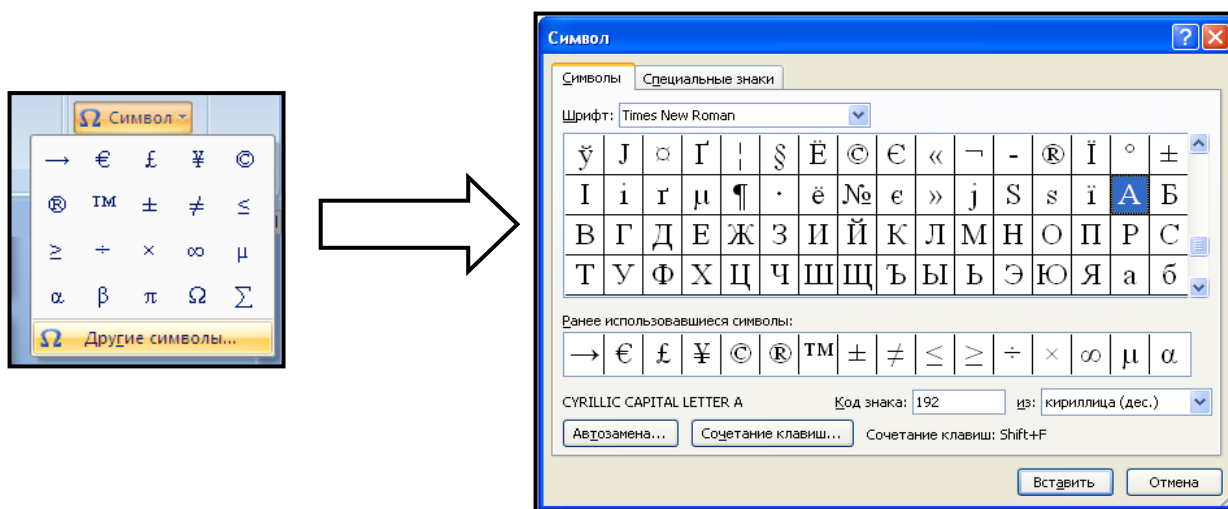 Ω Символ
→ € £ ¥ ©
® ™ ± ≠ ≤
≥ ÷ × ∞ µ
α β π Ω Σ
Ω Другие символы...
Символ
Символы Специальные знаки
Шрифт: Times New Roman
ў Ј ¤ Ґ ¦ § Ё © Є « ¬ - ® Ї ° ±
І і ґ µ ¶ · ё № є » ј Ѕ ѕ ї А Б
В Г Д Е Ж З И Й К Л М Н О П Р С
Т У Ф Х Ц Ч Ш Щ Ъ Ы Ь Э Ю Я а б
Ранее использовавшиеся символы:
→ € £ ¥ © ® ™ ± ≠ ≤ ≥ ÷ × ∞ µ α
CYRILLIC CAPITAL LETTER A Код знака: 192 из: кириллица (дес.)
Автозамена... Сочетание клавиш... Сочетание клавиш: Shift+F
Вставить Отмена